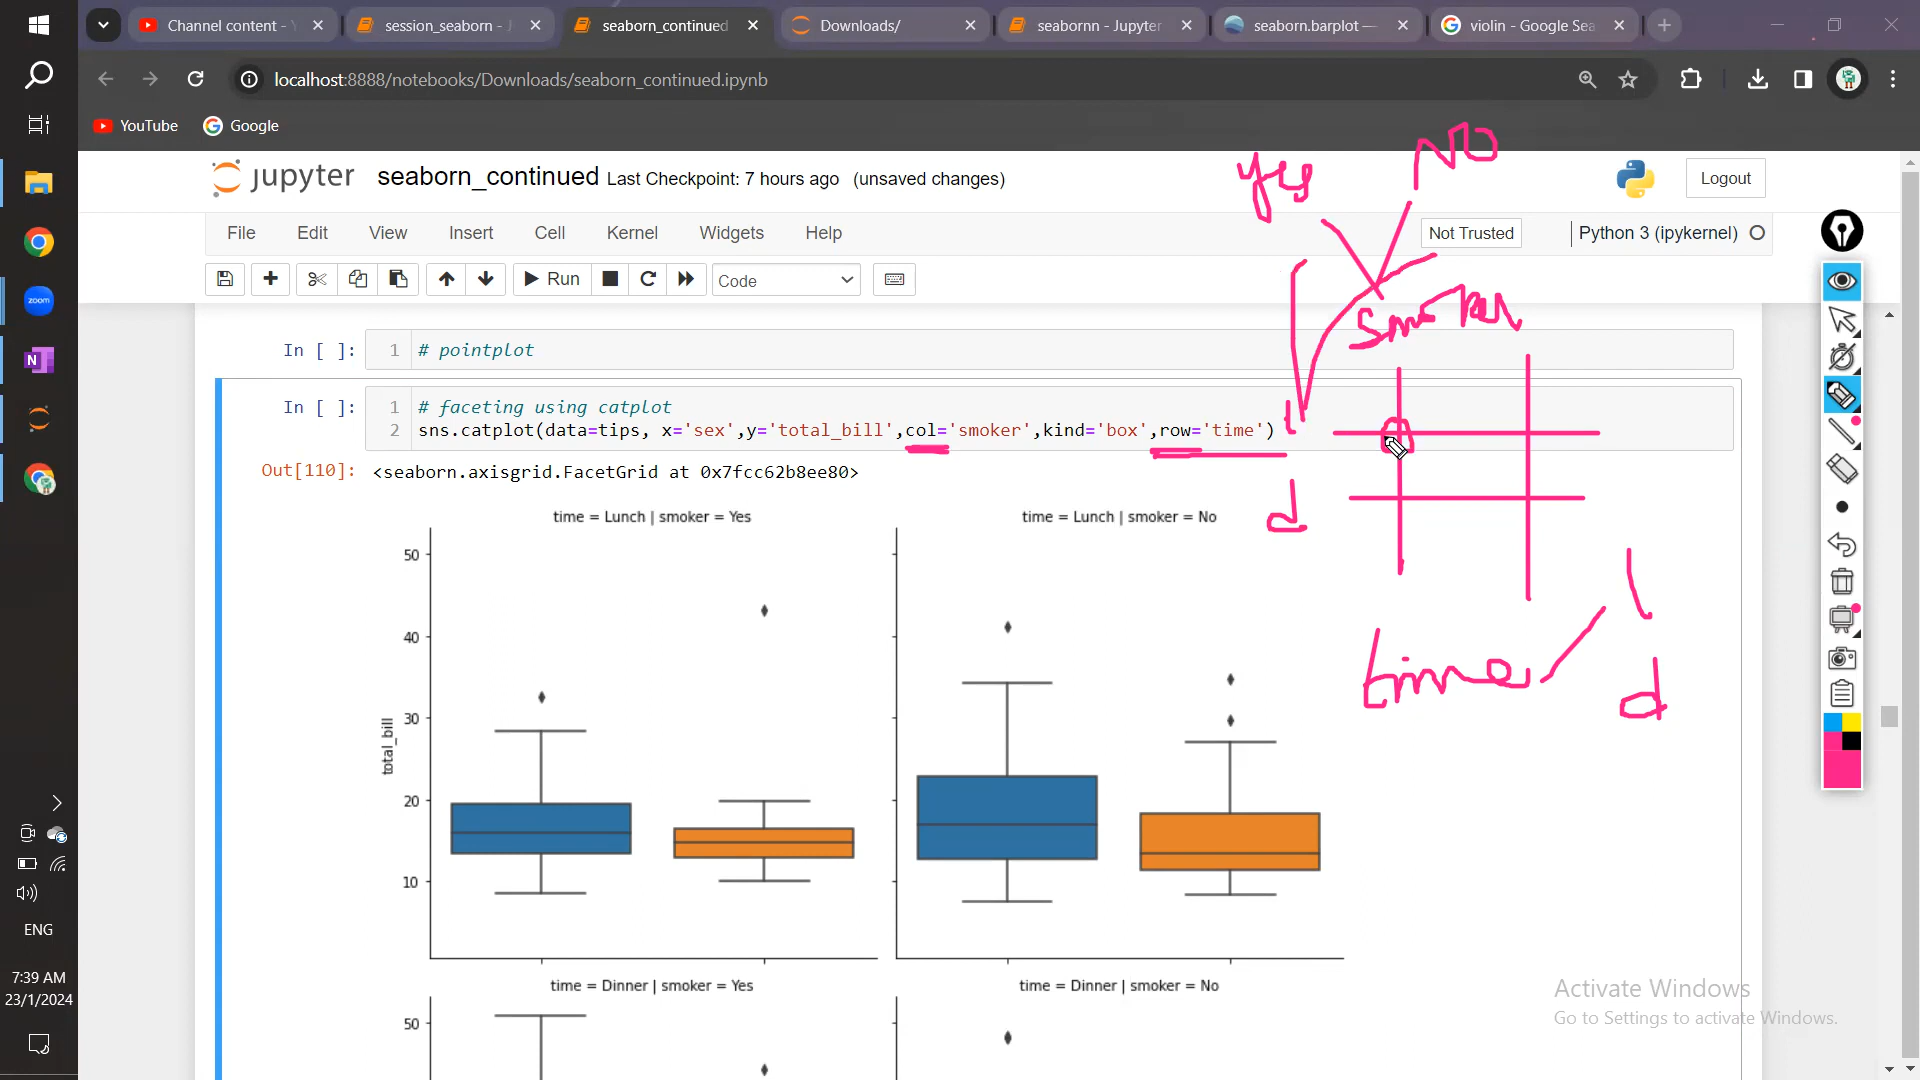 Channel content - Y
session_seaborn - J
seaborn_continued
Downloads/
seabornn - Jupyter
seaborn.barplot —
violin - Google Sea
localhost:8888/notebooks/Downloads/seaborn_continued.ipynb
YouTube
Google
yes
NO
jupyter
seaborn_continued Last Checkpoint: 7 hours ago (unsaved changes)
Logout
File Edit View Insert Cell Kernel Widgets Help
Not Trusted
Python 3 (ipykernel)
Run
Code
zoom
smoker
In [ ]: 1 # pointplot
In [ ]: 1 # faceting using catplot
2 sns.catplot(data=tips, x='sex',y='total_bill',col='smoker',kind='box',row='time')
l
Out[110]: <seaborn.axisgrid.FacetGrid at 0x7fcc62b8ee80>
d
time = Lunch | smoker = Yes
time = Lunch | smoker = No
50
40
30
20
10
total_bill
time
l
d
time = Dinner | smoker = Yes
time = Dinner | smoker = No
50
ENG
7:39 AM
23/1/2024
Activate Windows
Go to Settings to activate Windows.